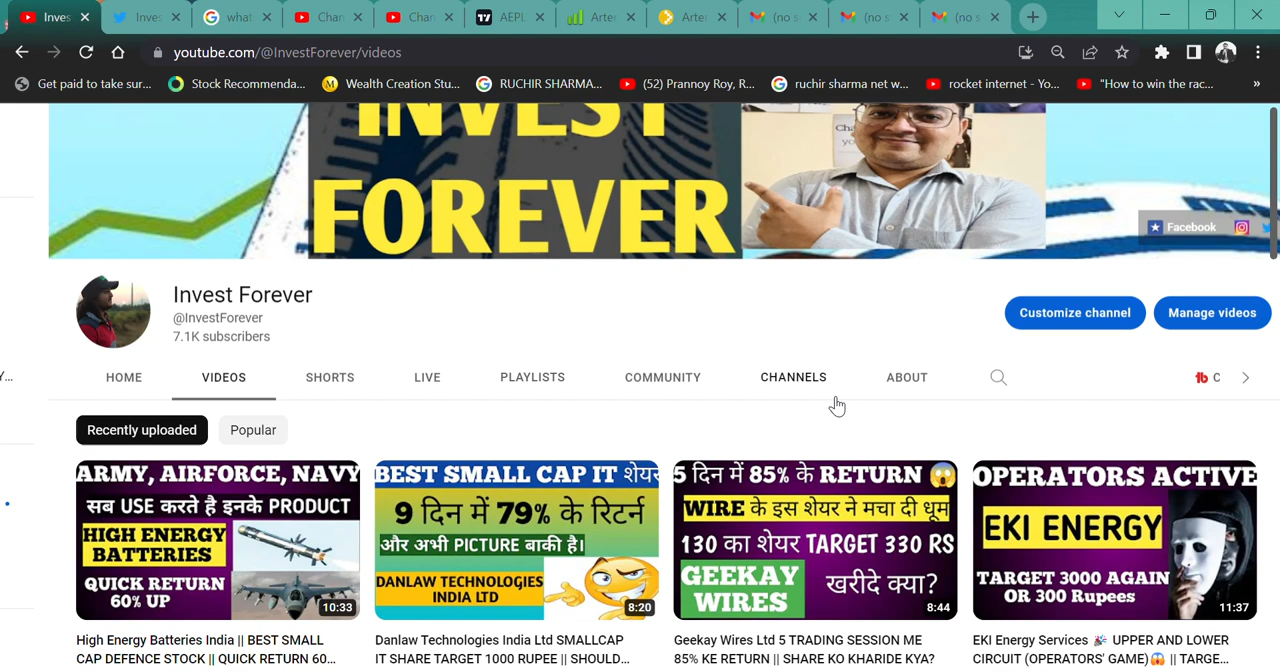 Inves
Inves
what
Chan
Chan
AEPL
Arte
Arter
(no s
(no s
(no s
youtube.com/@InvestForever/videos
Get paid to take sur...
Stock Recommenda...
Wealth Creation Stu...
RUCHIR SHARMA...
(52) Prannoy Roy, R...
ruchir sharma net w...
rocket internet - Yo...
"How to win the rac...
»
INVEST
FOREVER
Facebook
Invest Forever
@InvestForever
7.1K subscribers
Customize channel
Manage videos
Y...
HOME
VIDEOS
SHORTS
LIVE
PLAYLISTS
COMMUNITY
CHANNELS
ABOUT
C
Recently uploaded
Popular
ARMY, AIRFORCE, NAVY
सब USE करते है इनके PRODUCT
HIGH ENERGY
BATTERIES
QUICK RETURN
60% UP
10:33
BEST SMALL CAP IT शेयर
9 दिन में 79% के रिटर्न
और अभी PICTURE बाकी है।
DANLAW TECHNOLOGIES
INDIA LTD
8:20
5 दिन में 85% के RETURN
WIRE के इस शेयर ने मचा दी धूम
130 का शेयर TARGET 330 RS
GEEKAY
WIRES
खरीदे क्या?
8:44
OPERATORS ACTIVE
EKI ENERGY
TARGET 3000 AGAIN
OR 300 Rupees
11:37
High Energy Batteries India || BEST SMALL
CAP DEFENCE STOCK || QUICK RETURN 60...
Danlaw Technologies India Ltd SMALLCAP
IT SHARE TARGET 1000 RUPEE || SHOULD...
Geekay Wires Ltd 5 TRADING SESSION ME
85% KE RETURN || SHARE KO KHARIDE KYA?
EKI Energy Services 🎉 UPPER AND LOWER
CIRCUIT (OPERATORS' GAME)😱 || TARGE...